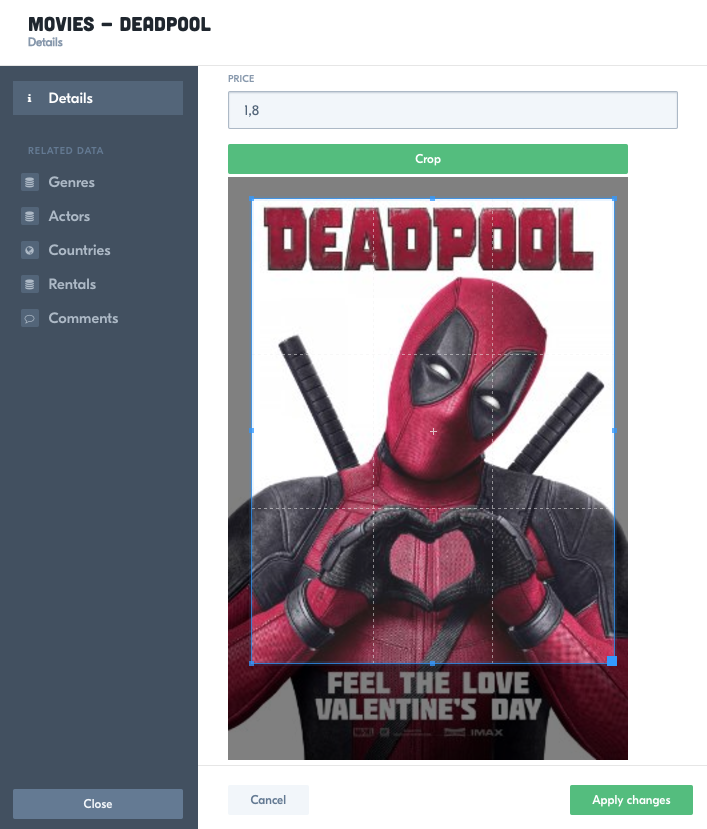 MOVIES – DEADPOOL
Details
Details
RELATED DATA
Genres
Actors
Countries
Rentals
Comments
Close
PRICE
1,8
Crop
DEADPOOL
FEEL THE LOVE
VALENTINE'S DAY
IMAX
Cancel
Apply changes